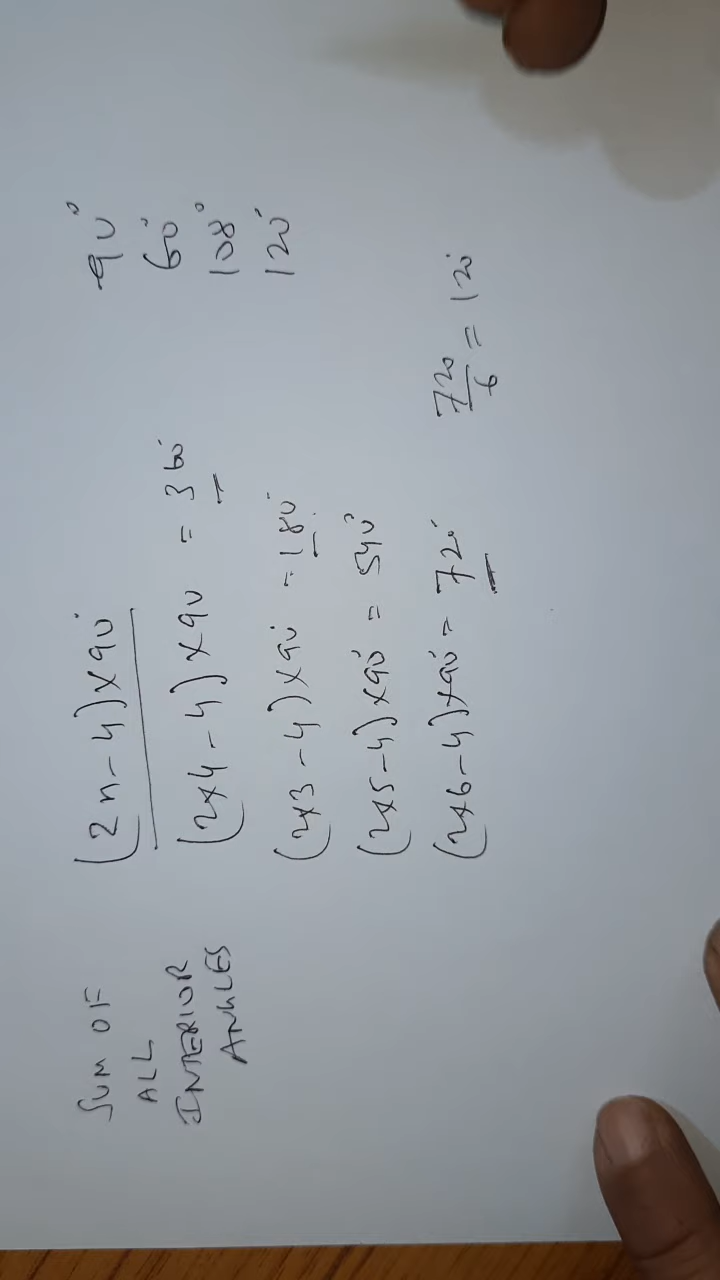 SUM OF
ALL
INTERIOR
ANGLES
(2n-4)×90°
(2×4-4)×90 = 360°
(2×3-4)×90° = 180°
(2×5-4)×90° = 540°
(2×6-4)×90° = 720°
720/6 = 120°
90°
60°
108°
120°